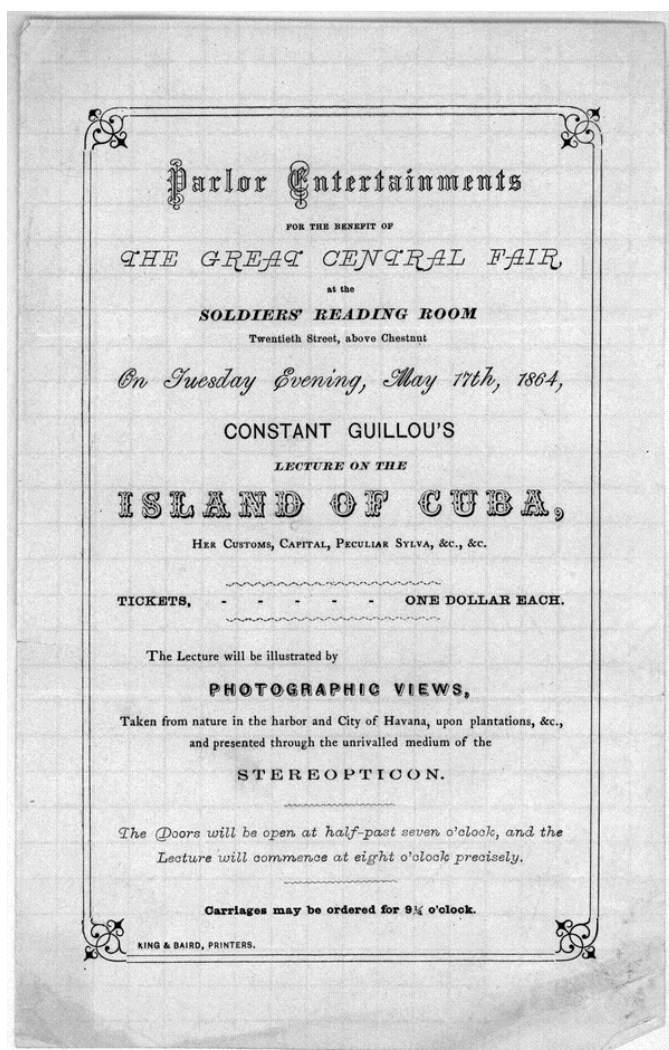 Parlor Entertainments
FOR THE BENEFIT OF
THE GREAT CENTRAL FAIR
at the
SOLDIERS' READING ROOM
Twentieth Street, above Chestnut
On Tuesday Evening, May 17th, 1864,
CONSTANT GUILLOU'S
LECTURE ON THE
ISLAND OF CUBA,
HER CUSTOMS, CAPITAL, PECULIAR SYLVA, &C., &C.
TICKETS, - - - - - ONE DOLLAR EACH.
The Lecture will be illustrated by
PHOTOGRAPHIC VIEWS,
Taken from nature in the harbor and City of Havana, upon plantations, &c.,
and presented through the unrivalled medium of the
STEREOPTICON.
The Doors will be open at half-past seven o'clock, and the
Lecture will commence at eight o'clock precisely.
Carriages may be ordered for 9¼ o'clock.
KING & BAIRD, PRINTERS.